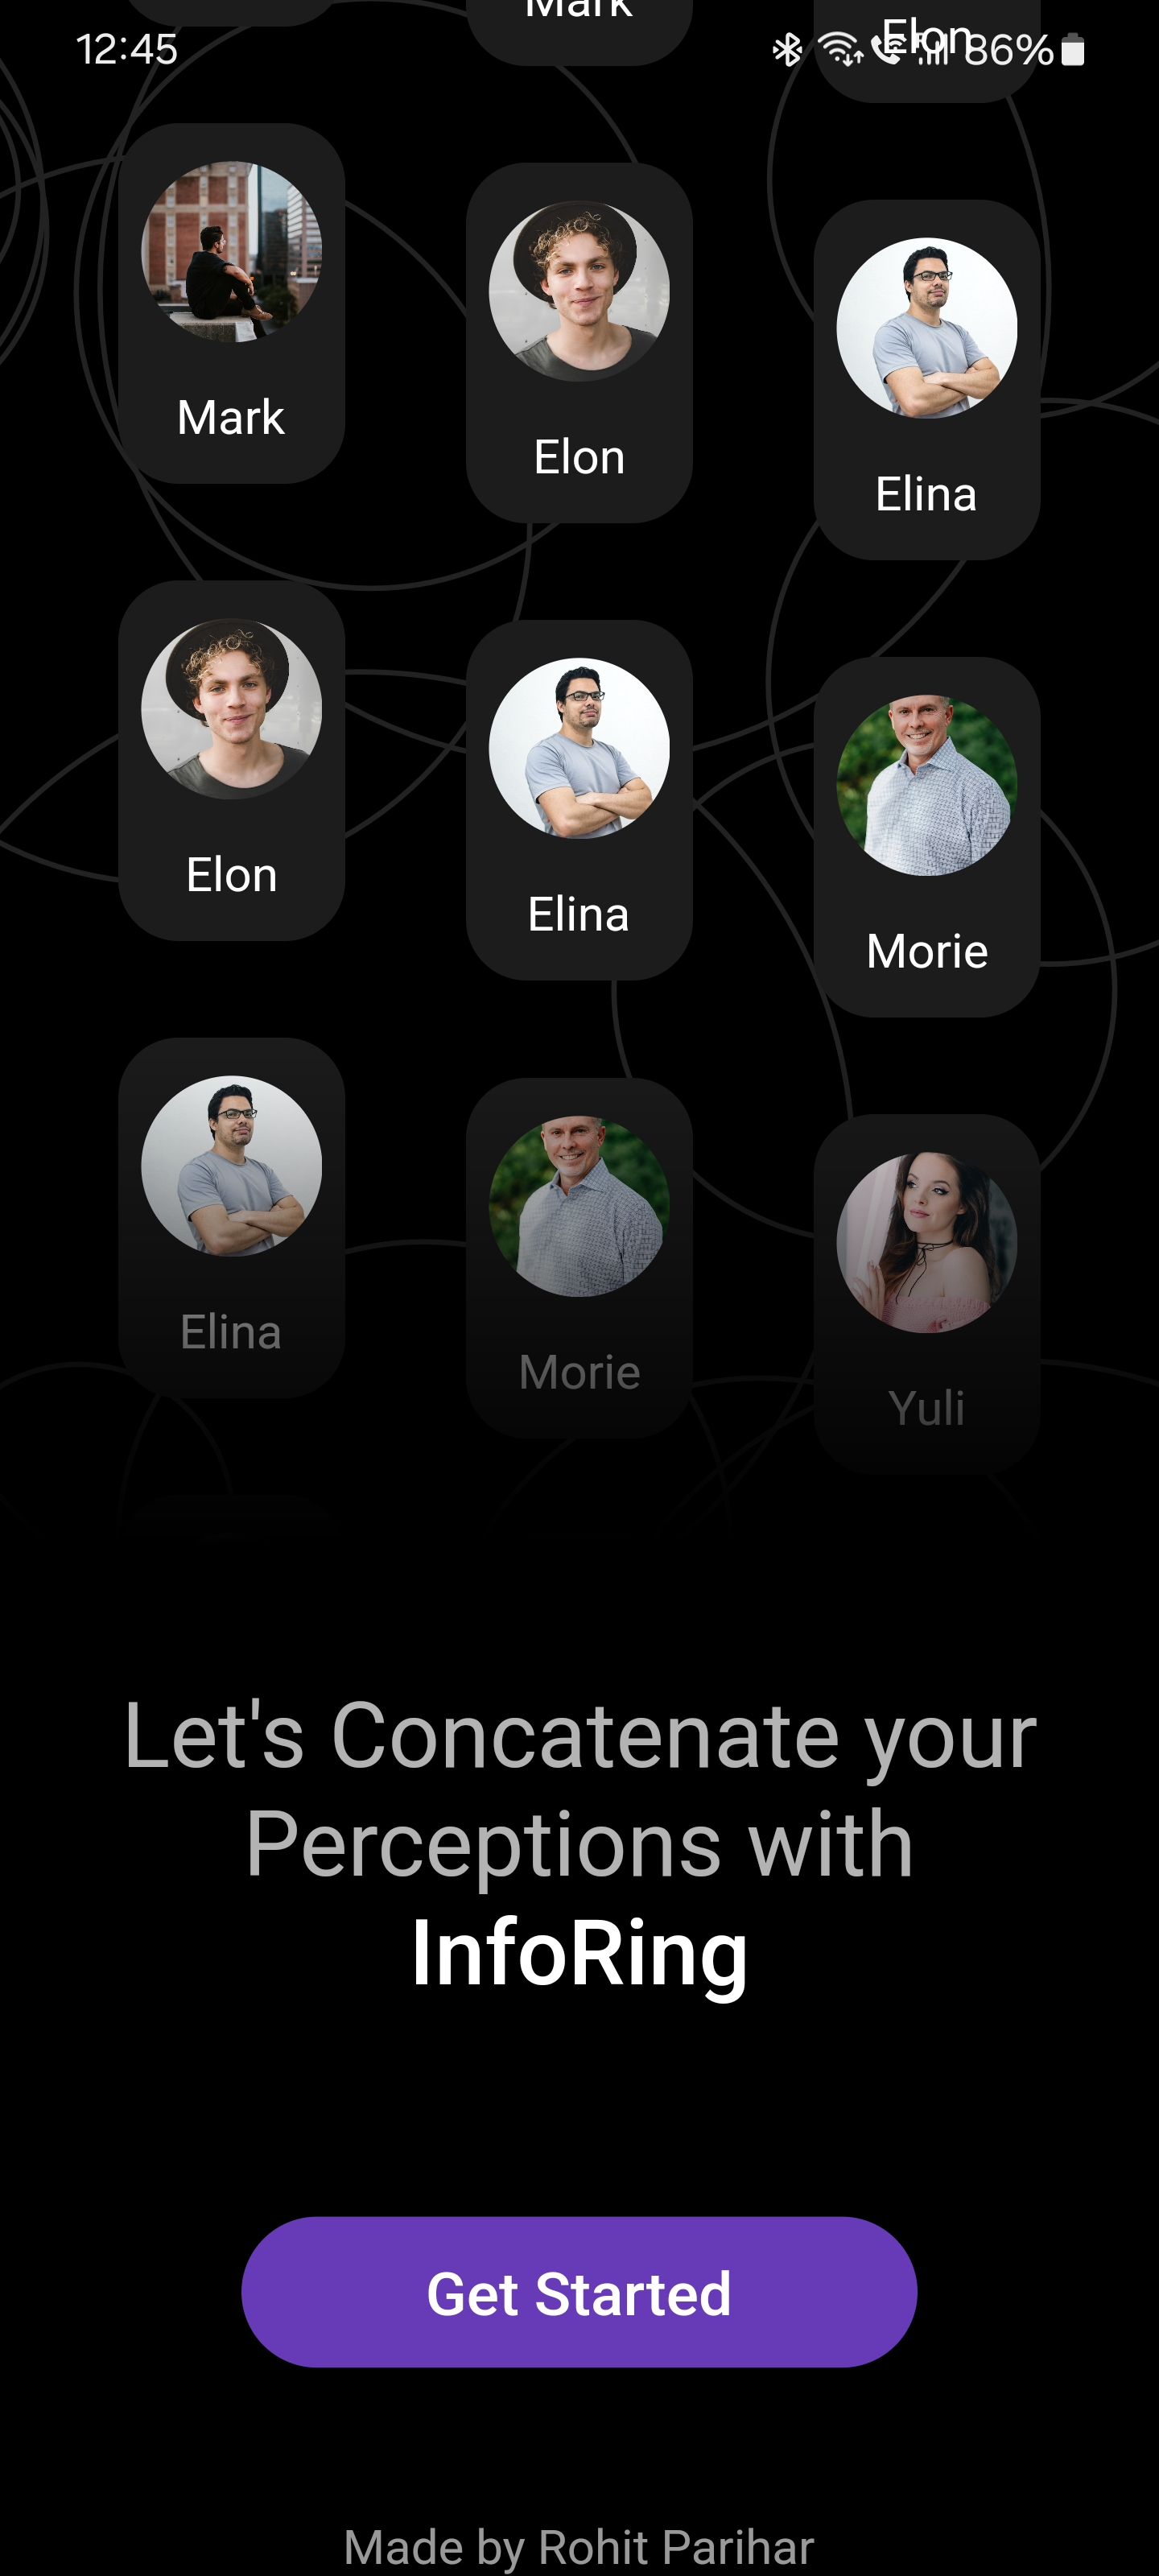 Mark
Elon
12:45
86%
Mark
Elon
Elina
Elon
Elina
Morie
Elina
Morie
Yuli
Let's Concatenate your
Perceptions with
InfoRing
Get Started
Made by Rohit Parihar